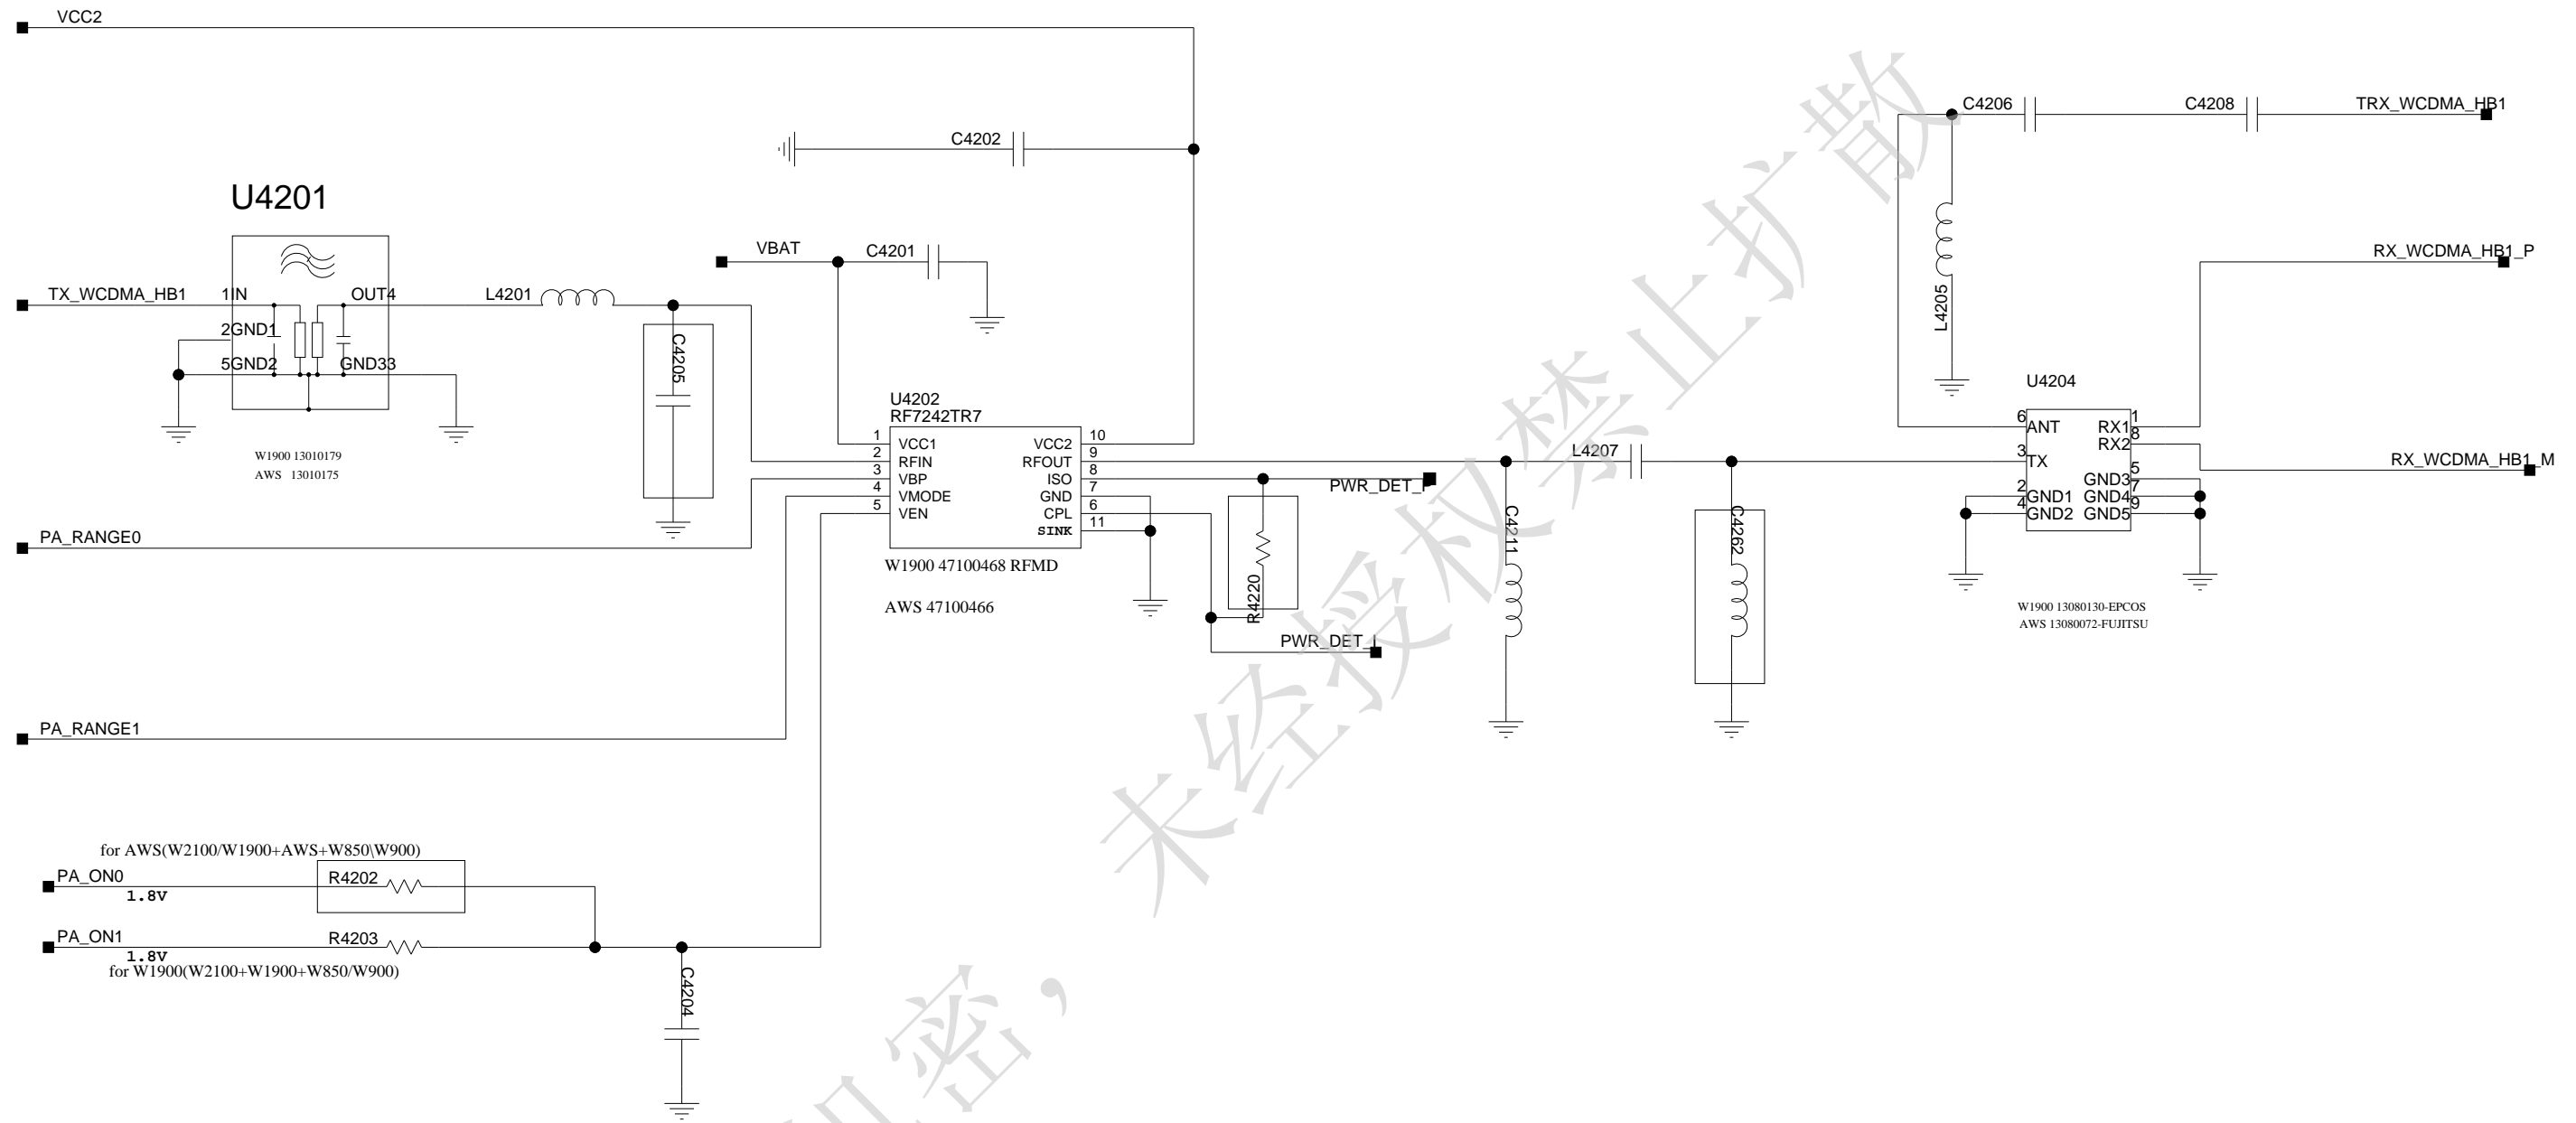 VCC2
C4206
C4208
TRX_WCDMA_HB1
C4202
U4201
VBAT
C4201
RX_WCDMA_HB1_P
TX_WCDMA_HB1
1IN
OUT4
L4201
L4205
2GND1
5GND2
GND33
C4205
U4204
U4202
RF7242TR7
W1900 13010179
AWS 13010175
1 VCC1
2 RFIN
3 VBP
4 VMODE
5 VEN
VCC2 10
RFOUT 9
ISO 8
GND 7
CPL 6
SINK 11
L4207
6 ANT
3 TX
2 GND1
4 GND2
RX1 1
RX2 8
GND3 5
GND4 7
GND5 9
RX_WCDMA_HB1_M
C4211
C4262
PA_RANGE0
W1900 47100468 RFMD
AWS 47100466
R4220
W1900 13080130-EPCOS
AWS 13080072-FUJITSU
PA_RANGE1
for AWS(W2100/W1900+AWS+W850\W900)
PA_ON0
1.8V
R4202
PA_ON1
1.8V
R4203
for W1900(W2100+W1900+W850/W900)
C4204
密，未经授权禁止扩散